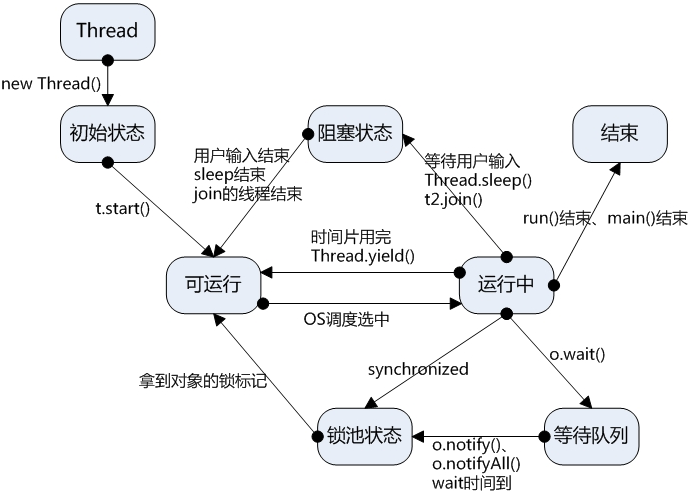 Thread
new Thread()
初始状态
阻塞状态
结束
用户输入结束
sleep结束
join的线程结束
等待用户输入
Thread.sleep()
t2.join()
t.start()
run()结束、main()结束
时间片用完
Thread.yield()
可运行
运行中
OS调度选中
o.wait()
synchronized
拿到对象的锁标记
锁池状态
等待队列
o.notify()、
o.notifyAll()
wait时间到